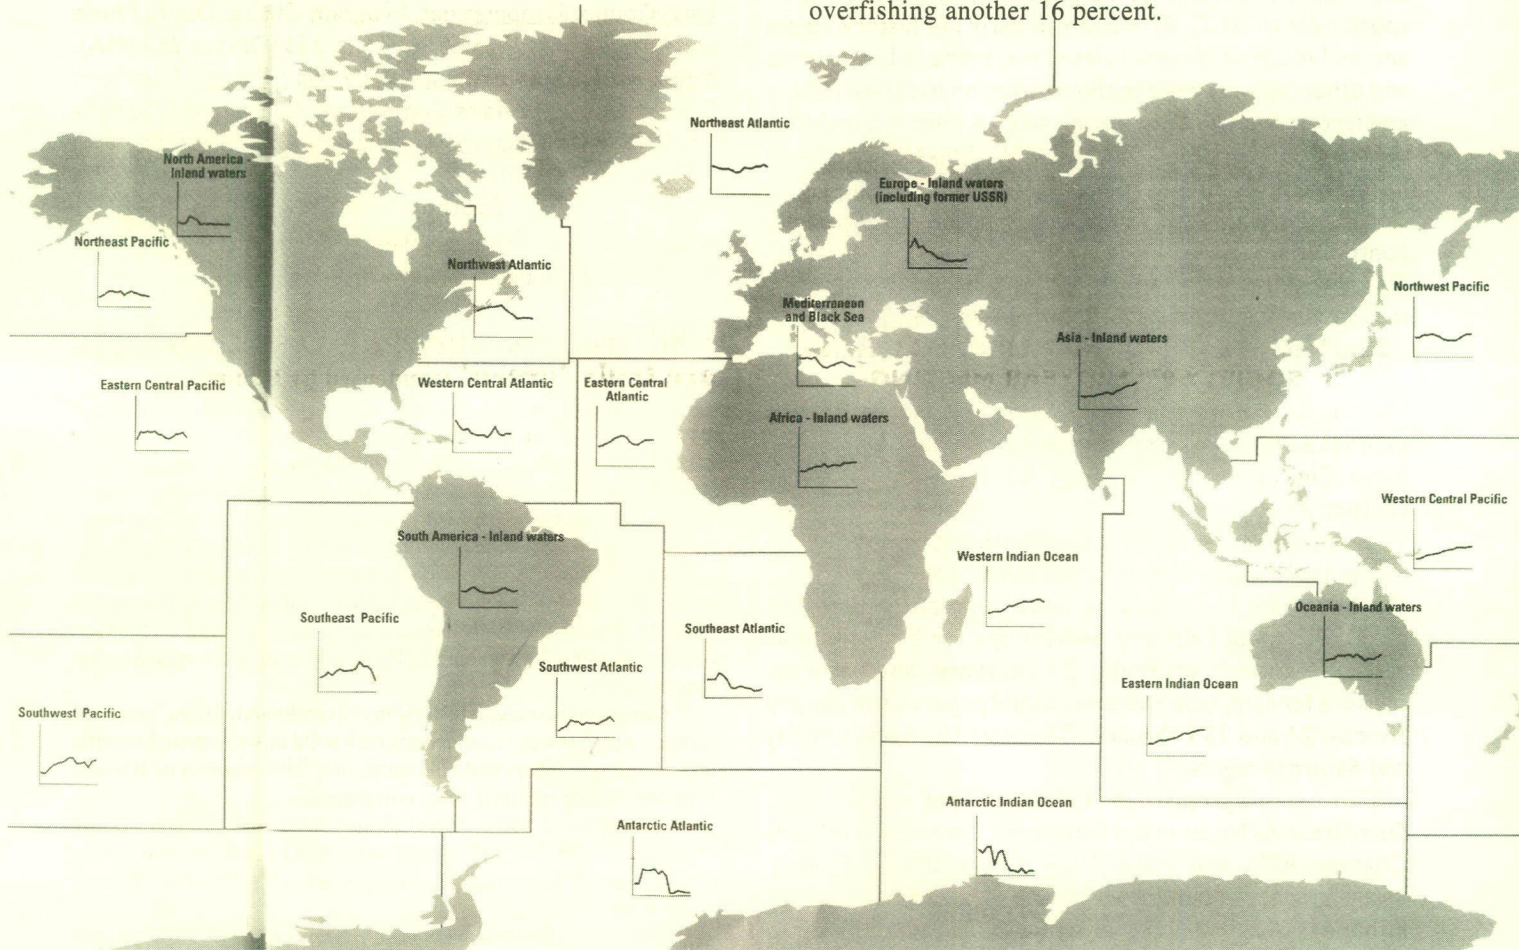 overfishing another 16 percent.
Northeast Atlantic
North America -
Inland waters
Europe - Inland waters
(including former USSR)
Northeast Pacific
Northwest Atlantic
Northwest Pacific
Mediterranean
and Black Sea
Asia - Inland waters
Eastern Central Pacific
Western Central Atlantic
Eastern Central
Atlantic
Africa - Inland waters
Western Central Pacific
South America - Inland waters
Western Indian Ocean
Oceania - Inland waters
Southeast Pacific
Southeast Atlantic
Southwest Atlantic
Eastern Indian Ocean
Southwest Pacific
Antarctic Indian Ocean
Antarctic Atlantic